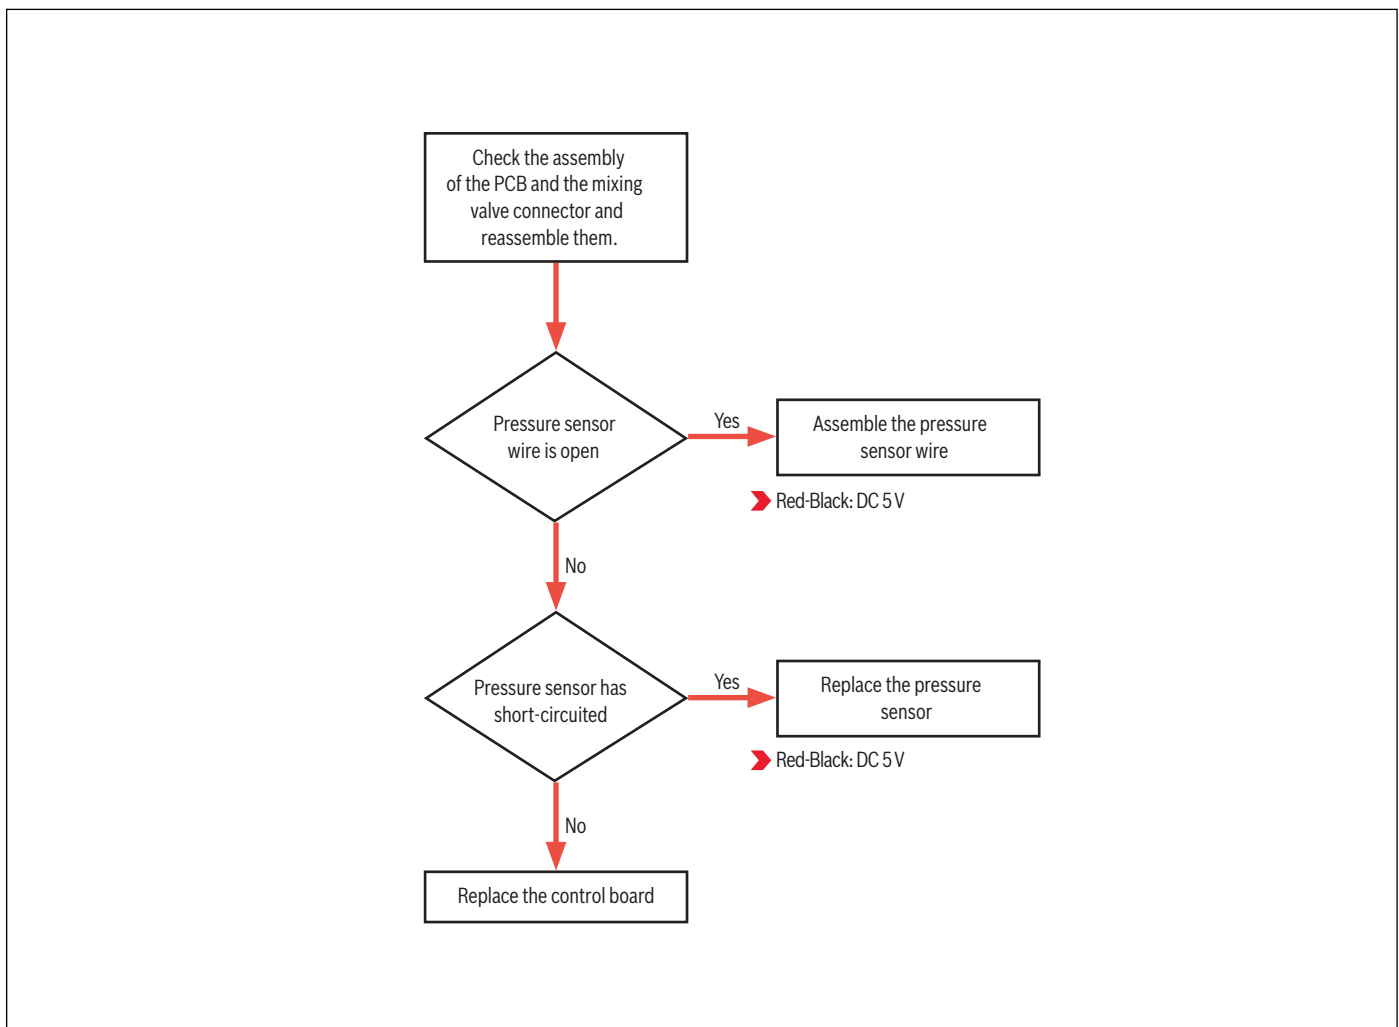 Check the assembly
of the PCB and the mixing
valve connector and
reassemble them.
Pressure sensor
wire is open
Yes
Assemble the pressure
sensor wire
Red-Black: DC 5 V
No
Pressure sensor has
short-circuited
Yes
Replace the pressure
sensor
Red-Black: DC 5 V
No
Replace the control board